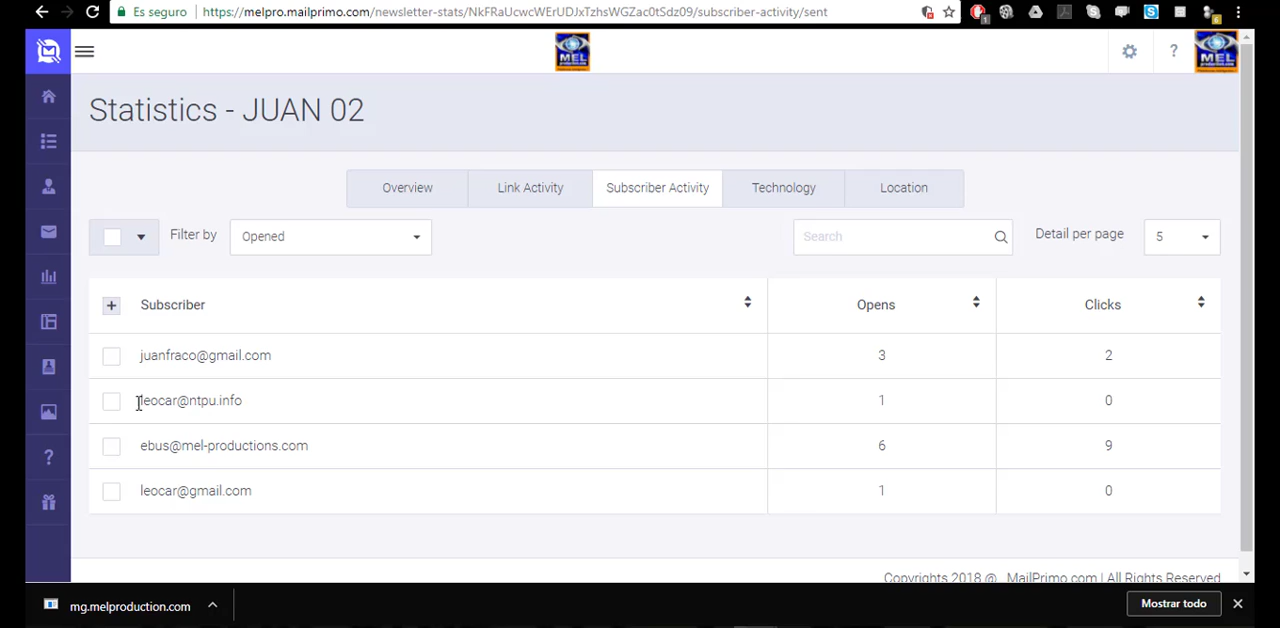 Es seguro https://melpro.mailprimo.com/newsletter-stats/NkFRaUcwcWErUDJxTzhsWGZac0tSdz09/subscriber-activity/sent
MEL ? MEL
Statistics - JUAN 02
Overview Link Activity Subscriber Activity Technology Location
Filter by Opened Search Detail per page 5
Subscriber Opens Clicks
juanfraco@gmail.com 3 2
leocar@ntpu.info 1 0
ebus@mel-productions.com 6 9
leocar@gmail.com 1 0
Copyrights 2018 @ MailPrimo.com | All Rights Reserved
mg.melproduction.com Mostrar todo